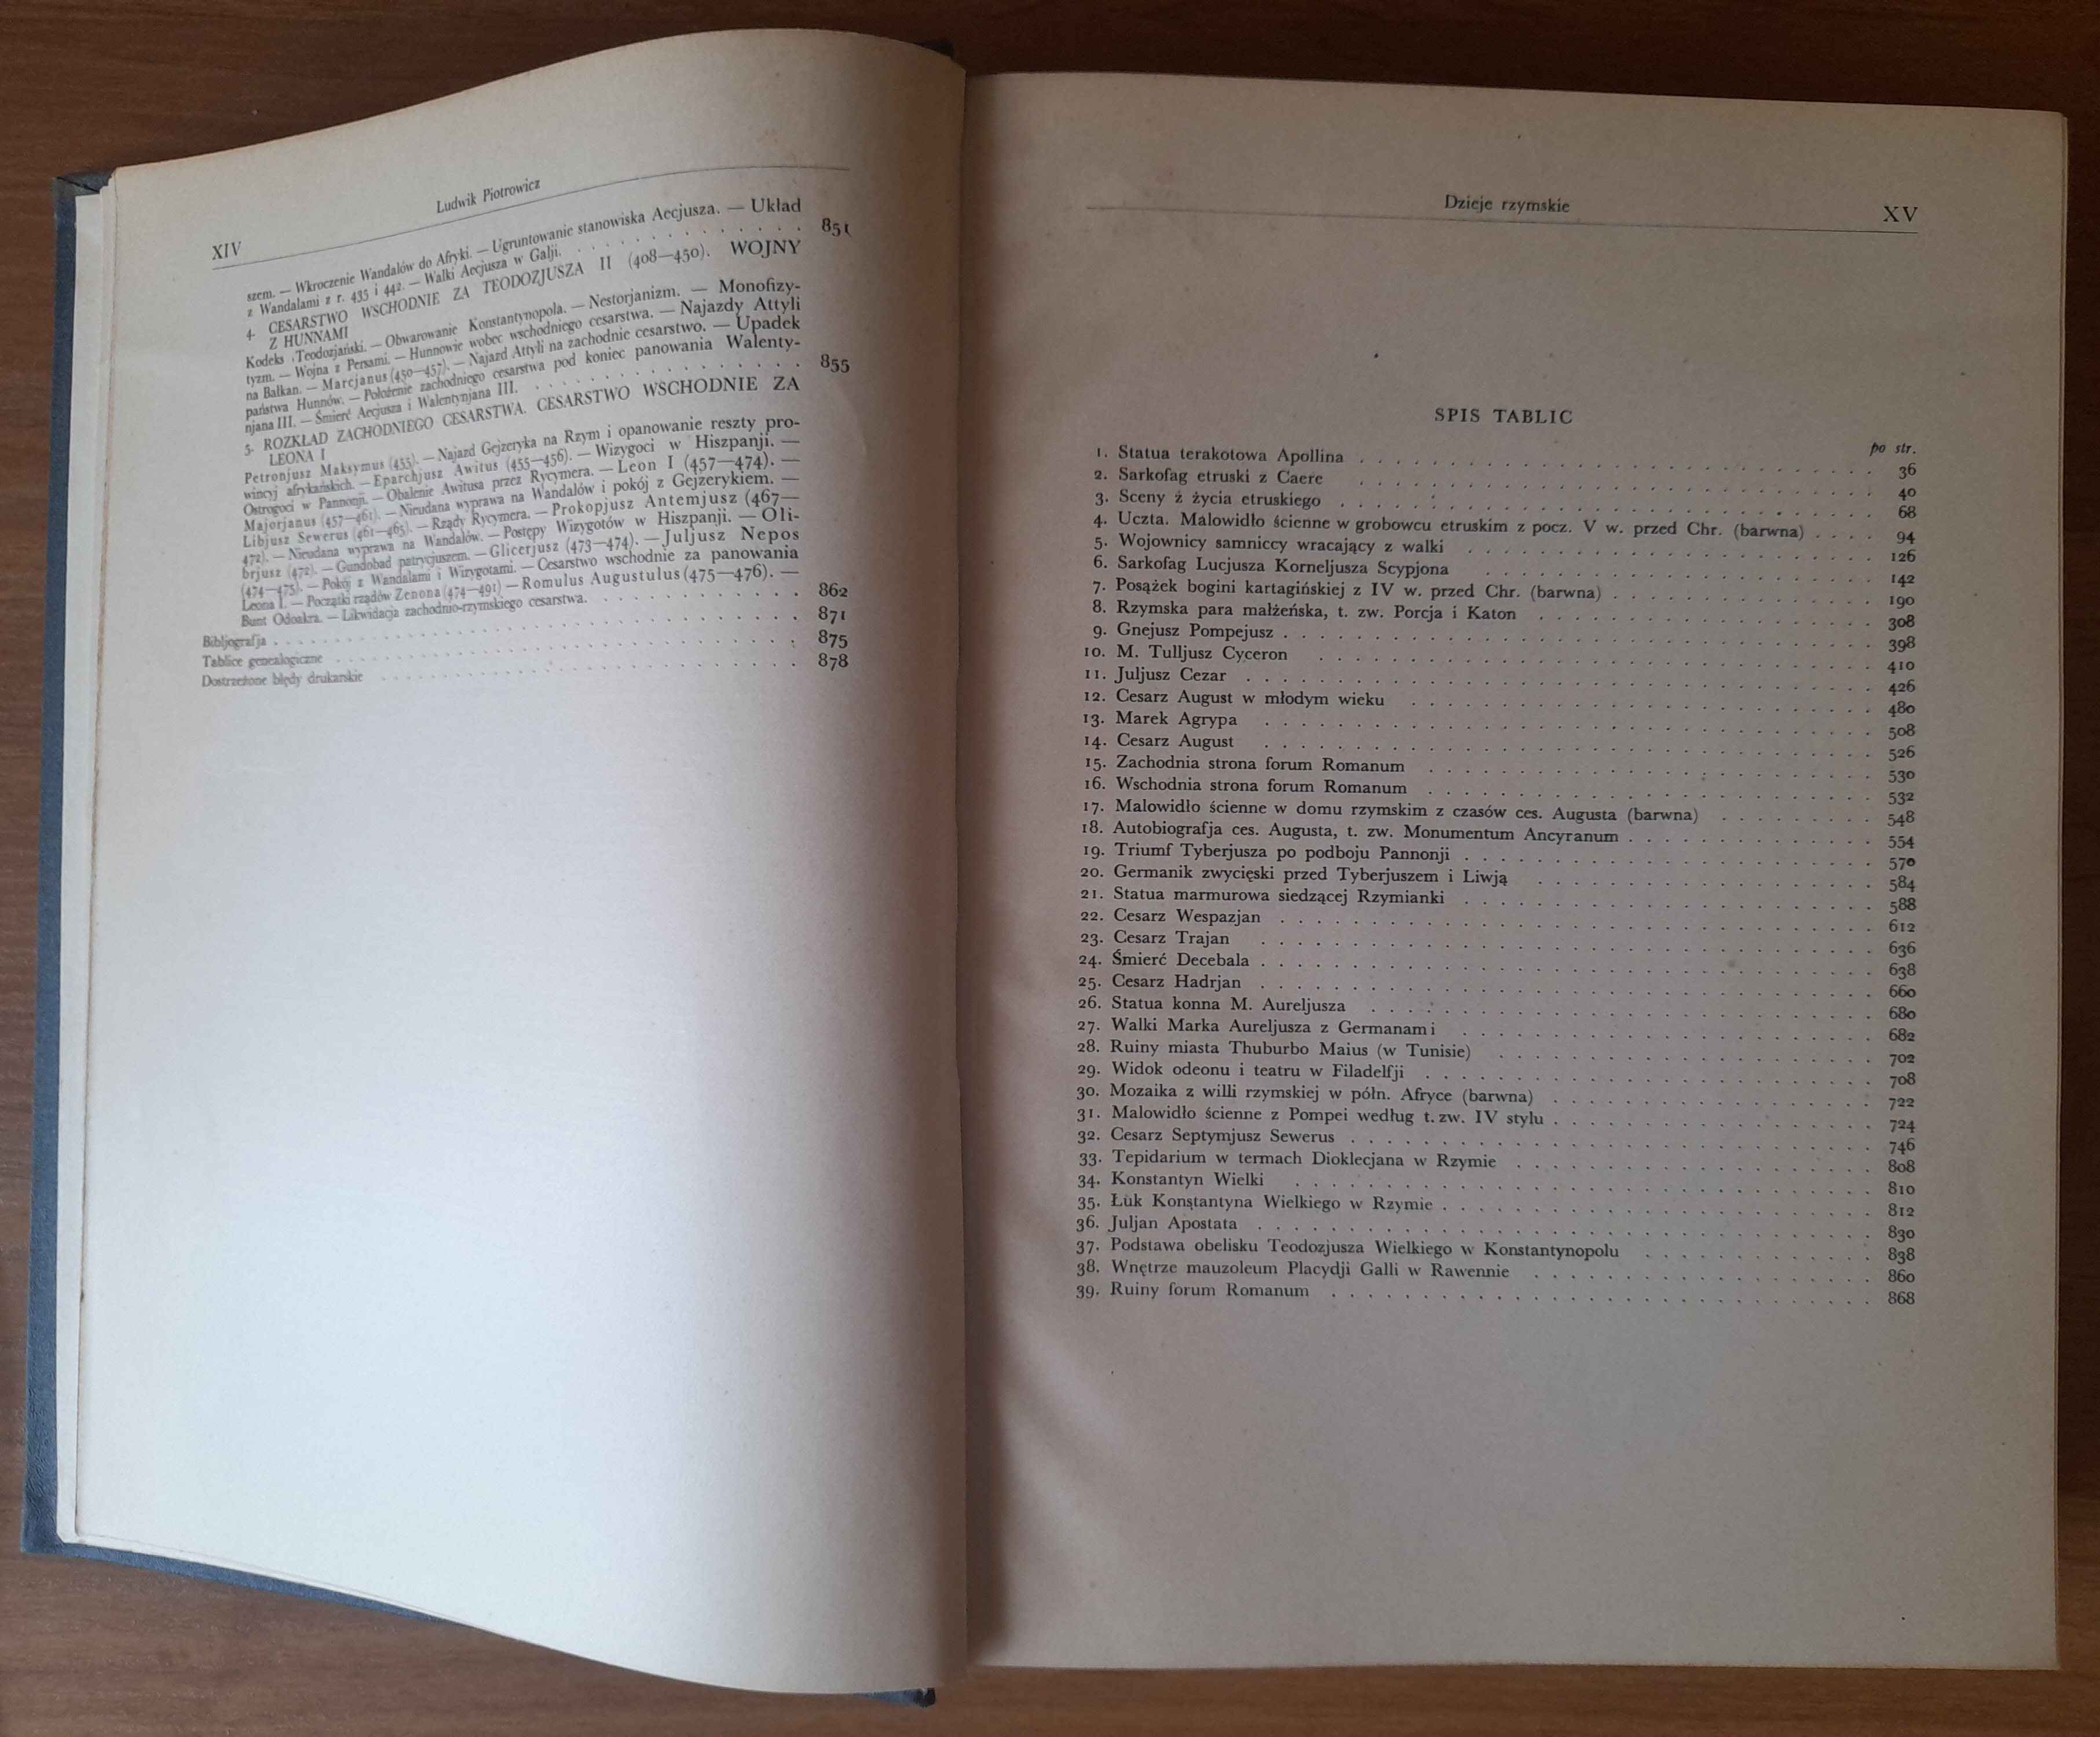 XIV
Ludwik Piotrowicz
szem. — Wkroczenie Wandalów do Afryki. — Ugruntowanie stanowiska Aecjusza. — Układ
z Wandalami z r. 435 i 442. — Walki Aecjusza w Galji. . . . . . . . . . . . 851
4. CESARSTWO WSCHODNIE ZA TEODOZJUSZA II (408—450). WOJNY
Z HUNNAMI
Kodeks Teodozjański. — Obwarowanie Konstantynopola. — Nestorjanizm. — Monofizy-
tyzm. — Wojna z Persami. — Hunnowie wobec wschodniego cesarstwa. — Najazdy Attyli
na Bałkan. — Marcjanus (450—457). — Najazd Attyli na zachodnie cesarstwo. — Upadek
państwa Hunnów. — Położenie zachodniego cesarstwa pod koniec panowania Walenty-
njana III. — Śmierć Aecjusza i Walentynjana III. . . . . . . . . . . . . 855
5. ROZKŁAD ZACHODNIEGO CESARSTWA. CESARSTWO WSCHODNIE ZA
LEONA I
Petronjusz Maksymus (455). — Najazd Gejzeryka na Rzym i opanowanie reszty pro-
wincyj afrykańskich. — Eparchjusz Awitus (455—456). — Wizygoci w Hiszpanji. —
Ostrogoci w Pannonji. — Obalenie Awitusa przez Rycymera. — Leon I (457—474). —
Majorjanus (457—461). — Nieudana wyprawa na Wandalów i pokój z Gejzerykiem. —
Libjusz Sewerus (461—465). — Rządy Rycymera. — Prokopjusz Antemjusz (467—
472). — Nieudana wyprawa na Wandalów. — Postępy Wizygotów w Hiszpanji. — Oli-
brjusz (472). — Gundobad patrycjuszem. — Glicerjusz (473—474). — Juljusz Nepos
(474—475). — Pokój z Wandalami i Wizygotami. — Cesarstwo wschodnie za panowania
Leona I. — Początki rządów Zenona (474—491) — Romulus Augustulus (475—476). —
Bunt Odoakra. — Likwidacja zachodnio-rzymskiego cesarstwa. . . . . . . . . . 862
Bibljografja . . . . . . . . . . . . . . . . . . . . 871
Tablice genealogiczne . . . . . . . . . . . . . . . . . . 875
Dostrzeżone błędy drukarskie . . . . . . . . . . . . . . . . 878
Dzieje rzymskie
XV
SPIS TABLIC
po str.
1. Statua terakotowa Apollina . . . . . . . . . . . . 36
2. Sarkofag etruski z Caere . . . . . . . . . . . . 40
3. Sceny z życia etruskiego . . . . . . . . . . . . 68
4. Uczta. Malowidło ścienne w grobowcu etruskim z pocz. V w. przed Chr. (barwna) . . . . 94
5. Wojownicy samniccy wracający z walki . . . . . . . . . . 126
6. Sarkofag Lucjusza Korneljusza Scypjona . . . . . . . . . . 142
7. Posążek bogini kartagińskiej z IV w. przed Chr. (barwna) . . . . . . . . 190
8. Rzymska para małżeńska, t. zw. Porcja i Katon . . . . . . . . . . 308
9. Gnejusz Pompejusz . . . . . . . . . . . . 398
10. M. Tulljusz Cyceron . . . . . . . . . . . . 410
11. Juljusz Cezar . . . . . . . . . . . . 426
12. Cesarz August w młodym wieku . . . . . . . . . . . . 480
13. Marek Agrypa . . . . . . . . . . . . 508
14. Cesarz August . . . . . . . . . . . . 526
15. Zachodnia strona forum Romanum . . . . . . . . . . . . 530
16. Wschodnia strona forum Romanum . . . . . . . . . . . . 532
17. Malowidło ścienne w domu rzymskim z czasów ces. Augusta (barwna) . . . . . . 548
18. Autobiografja ces. Augusta, t. zw. Monumentum Ancyranum . . . . . . . . 554
19. Triumf Tyberjusza po podboju Pannonji . . . . . . . . . . 570
20. Germanik zwycięski przed Tyberjuszem i Liwją . . . . . . . . . . 584
21. Statua marmurowa siedzącej Rzymianki . . . . . . . . . . 588
22. Cesarz Wespazjan . . . . . . . . . . . . 612
23. Cesarz Trajan . . . . . . . . . . . . 636
24. Śmierć Decebala . . . . . . . . . . . . 638
25. Cesarz Hadrjan . . . . . . . . . . . . 660
26. Statua konna M. Aureljusza . . . . . . . . . . . . 680
27. Walki Marka Aureljusza z Germanami . . . . . . . . . . 682
28. Ruiny miasta Thuburbo Maius (w Tunisie) . . . . . . . . . . 702
29. Widok odeonu i teatru w Filadelfji . . . . . . . . . . 708
30. Mozaika z willi rzymskiej w półn. Afryce (barwna) . . . . . . . . . . 722
31. Malowidło ścienne z Pompei według t. zw. IV stylu . . . . . . . . . . 724
32. Cesarz Septymjusz Sewerus . . . . . . . . . . . . 746
33. Tepidarium w termach Dioklecjana w Rzymie . . . . . . . . . . 808
34. Konstantyn Wielki . . . . . . . . . . . . 810
35. Łuk Konstantyna Wielkiego w Rzymie . . . . . . . . . . 812
36. Juljan Apostata . . . . . . . . . . . . 830
37. Podstawa obelisku Teodozjusza Wielkiego w Konstantynopolu . . . . . . . . 838
38. Wnętrze mauzoleum Placydji Galli w Rawennie . . . . . . . . . . 860
39. Ruiny forum Romanum . . . . . . . . . . . . 868